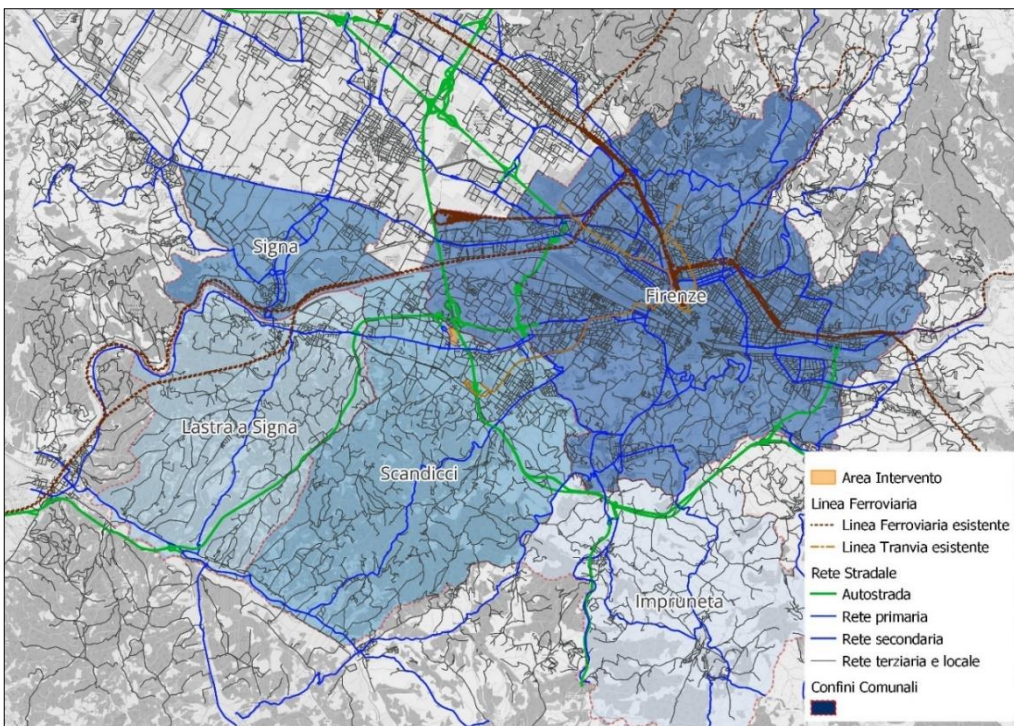 Signa
Firenze
Lastra a Signa
Scandicci
Impruneta
Area Intervento
Linea Ferroviaria
Linea Ferroviaria esistente
Linea Tranvia esistente
Rete Stradale
Autostrada
Rete primaria
Rete secondaria
Rete terziaria e locale
Confini Comunali